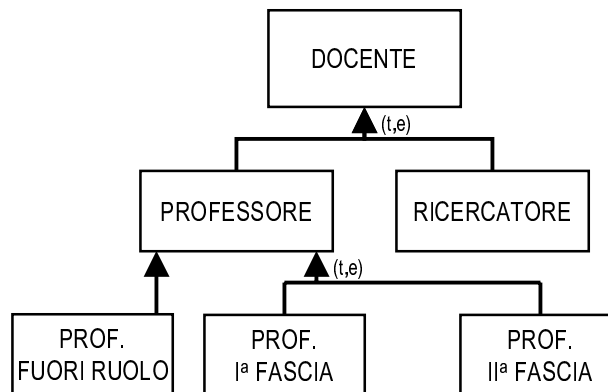 DOCENTE
(t,e)
PROFESSORE
RICERCATORE
(t,e)
PROF.
FUORI RUOLO
PROF.
Iª FASCIA
PROF.
IIª FASCIA